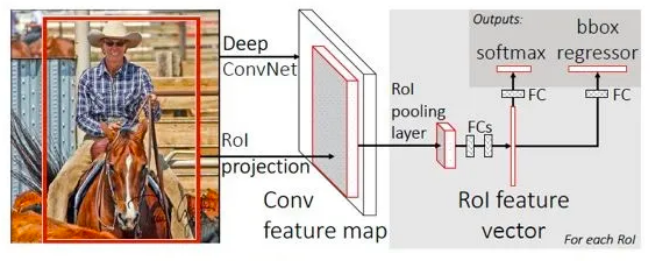 Deep
ConvNet
RoI
projection
Conv
feature map
RoI
pooling
layer
FCs
Outputs:
softmax
bbox
regressor
FC
FC
RoI feature
vector
For each RoI